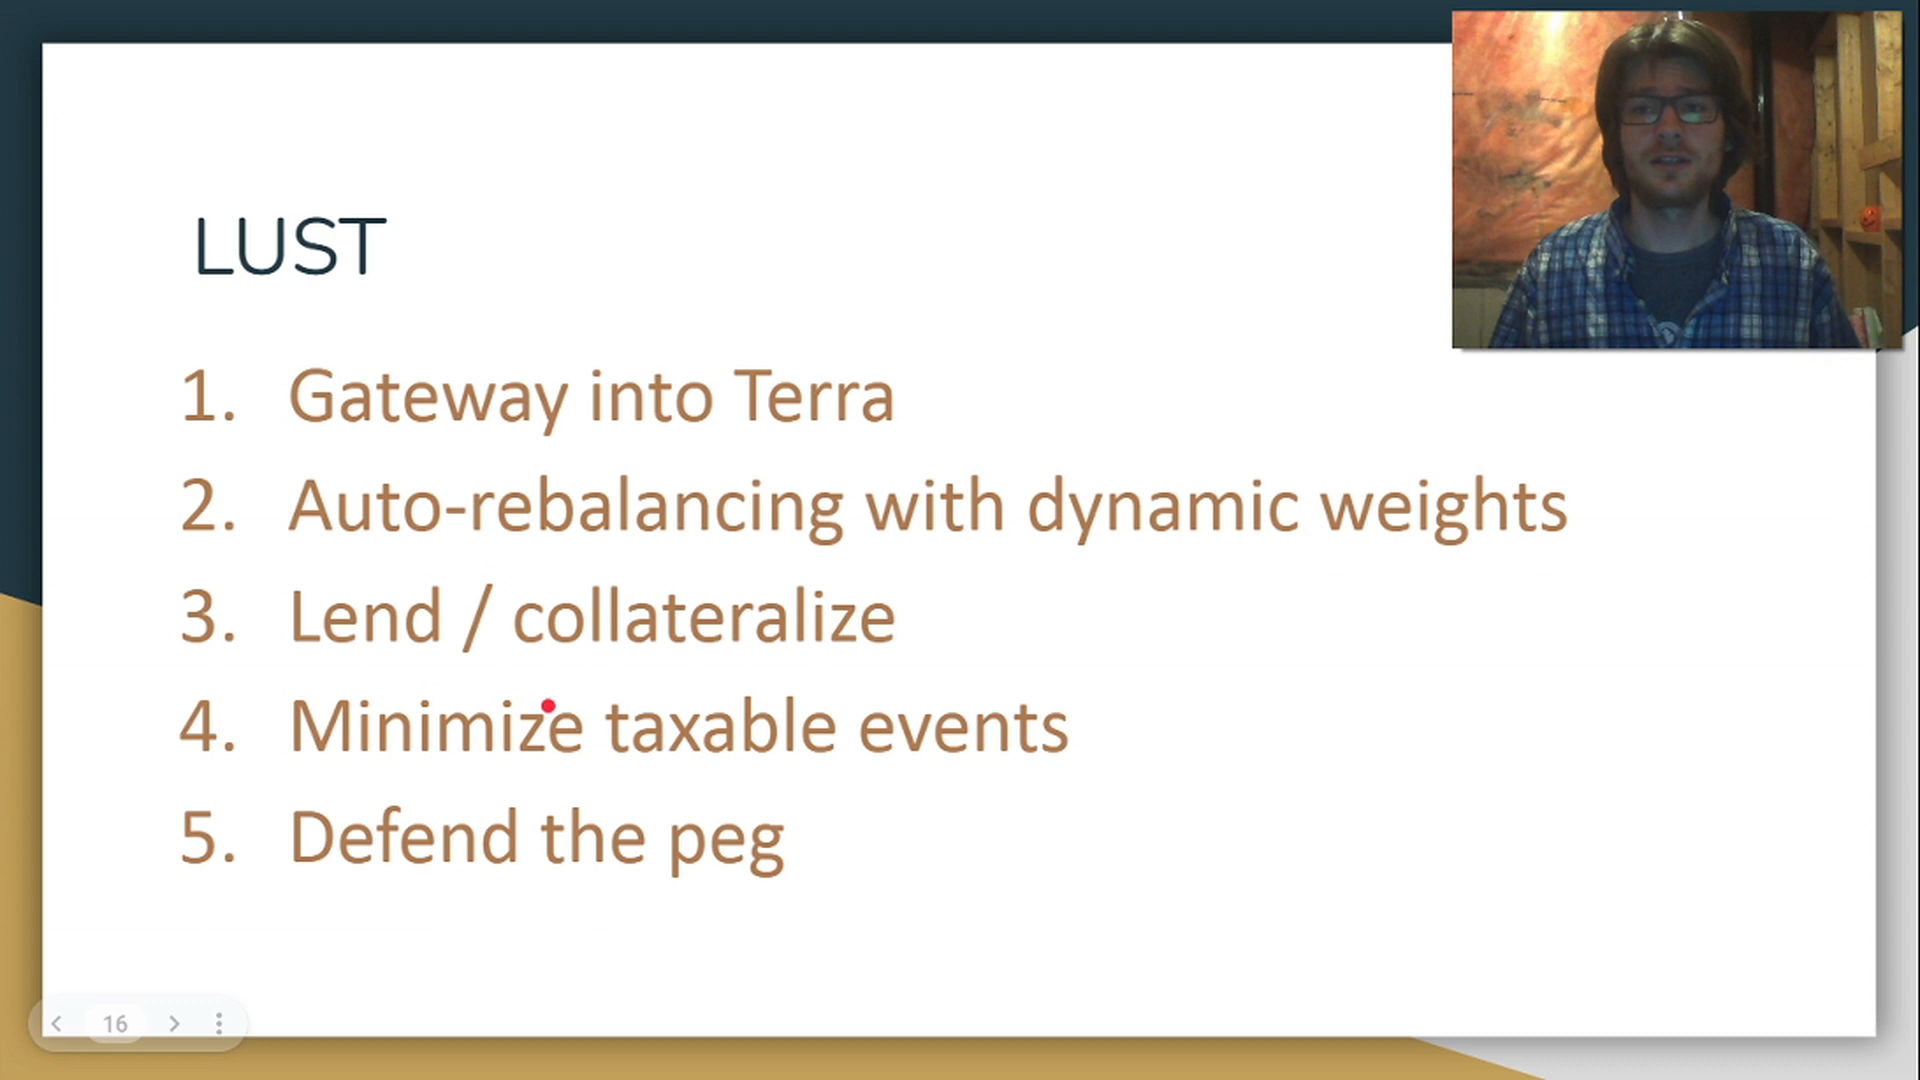 LUST
1. Gateway into Terra
2. Auto-rebalancing with dynamic weights
3. Lend / collateralize
4. Minimize taxable events
5. Defend the peg
16